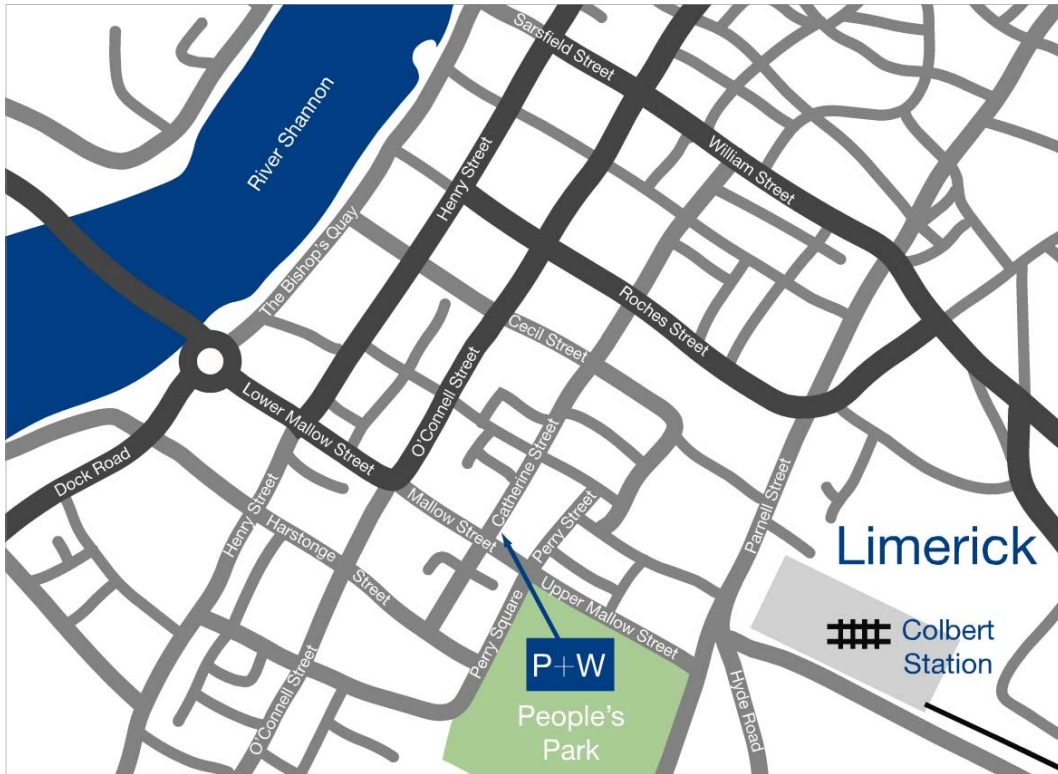 Sarsfield Street
River Shannon
William Street
Henry Street
The Bishop's Quay
Roches Street
Cecil Street
O'Connell Street
Lower Mallow Street
Dock Road
Catherine Street
Mallow Street
Perry Street
Parnell Street
Henry Street
Harstonge Street
Limerick
Upper Mallow Street
Perry Square
Colbert
Station
P+W
People's
Park
O'Connell Street
Hyde Road